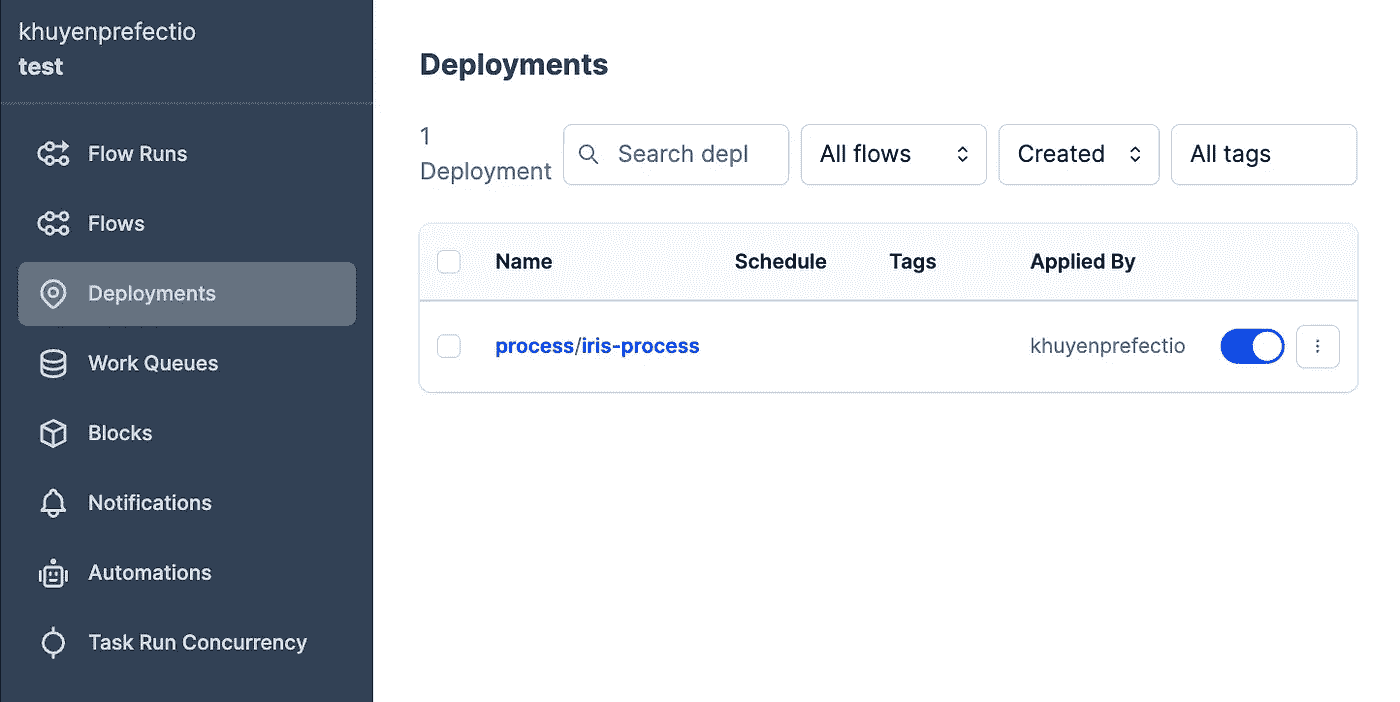 khuyenprefectio
test
Flow Runs
Flows
Deployments
Work Queues
Blocks
Notifications
Automations
Task Run Concurrency
Deployments
1
Deployment
Search depl
All flows
Created
All tags
Name Schedule Tags Applied By
process/iris-process khuyenprefectio